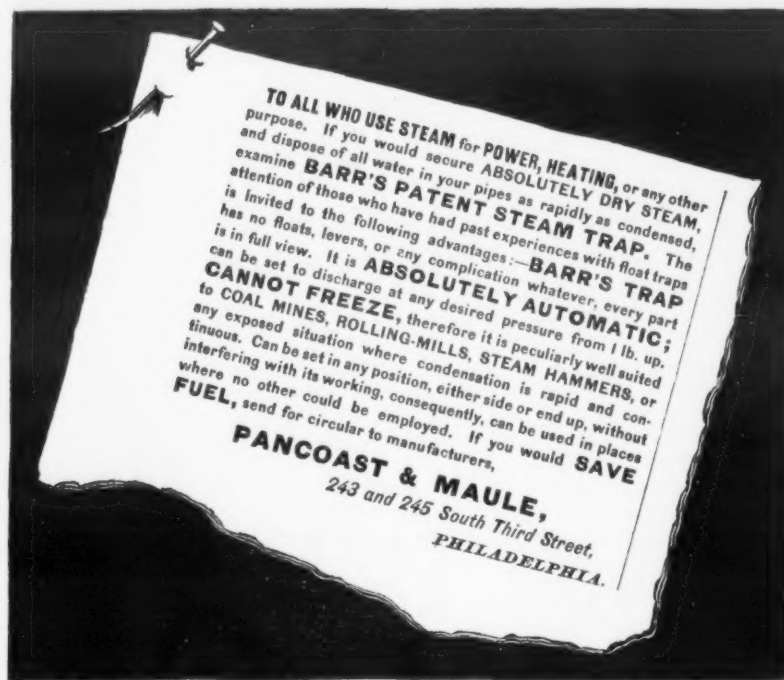 TO ALL WHO USE STEAM for POWER, HEATING, or any other
purpose. If you would secure ABSOLUTELY DRY STEAM,
and dispose of all water in your pipes as rapidly as condensed,
examine BARR'S PATENT STEAM TRAP. The
attention of those who have had past experiences with float traps
is Invited to the following advantages:—BARR'S TRAP
has no floats, levers, or any complication whatever, every part
is in full view. It is ABSOLUTELY AUTOMATIC;
can be set to discharge at any desired pressure from 1 lb. up.
CANNOT FREEZE, therefore it is peculiarly well suited
to COAL MINES, ROLLING-MILLS, STEAM HAMMERS, or
any exposed situation where condensation is rapid and con-
tinuous. Can be set in any position, either side or end up, without
interfering with its working, consequently, can be used in places
where no other could be employed. If you would SAVE
FUEL, send for circular to manufacturers,
PANCOAST & MAULE,
243 and 245 South Third Street,
PHILADELPHIA.